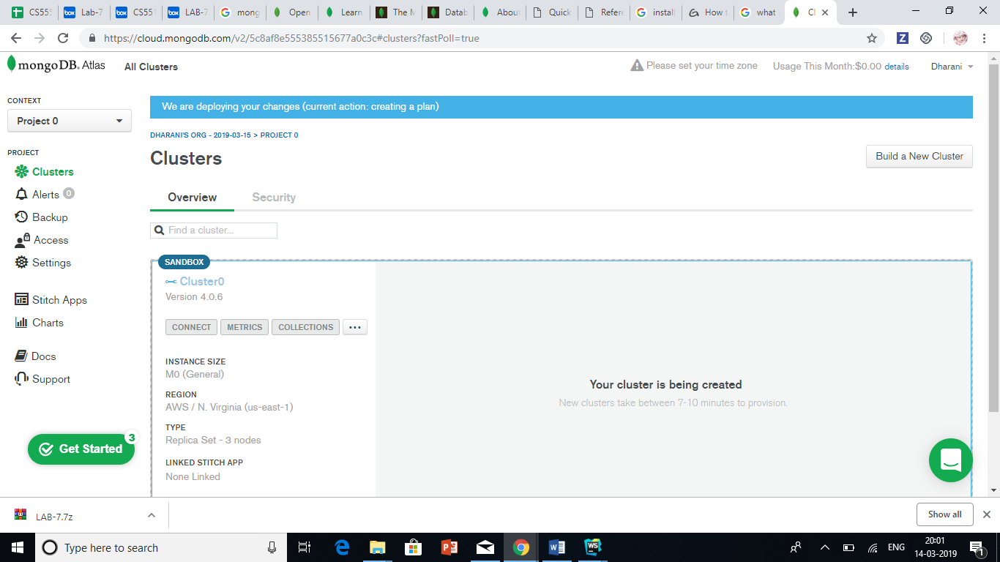 CS555
Lab-7
CS551
LAB-7
mong
Open
Learn
The M
Datab
Abou
Quick
Refere
install
How t
what
Cl
https://cloud.mongodb.com/v2/5c8af8e555385515677a0c3c#clusters?fastPoll=true
mongoDB. Atlas
All Clusters
Please set your time zone
Usage This Month:$0.00 details
Dharani
CONTEXT
Project 0
We are deploying your changes (current action: creating a plan)
DHARANI'S ORG - 2019-03-15 > PROJECT 0
PROJECT
Clusters
Build a New Cluster
Clusters
Alerts 0
Backup
Access
Settings
Stitch Apps
Charts
Docs
Support
Get Started 3
Overview
Security
Find a cluster...
SANDBOX
Cluster0
Version 4.0.6
CONNECT
METRICS
COLLECTIONS
...
INSTANCE SIZE
M0 (General)
REGION
AWS / N. Virginia (us-east-1)
TYPE
Replica Set - 3 nodes
LINKED STITCH APP
None Linked
Your cluster is being created
New clusters take between 7-10 minutes to provision.
LAB-7.7z
Show all
Type here to search
ENG
20:01
14-03-2019
1